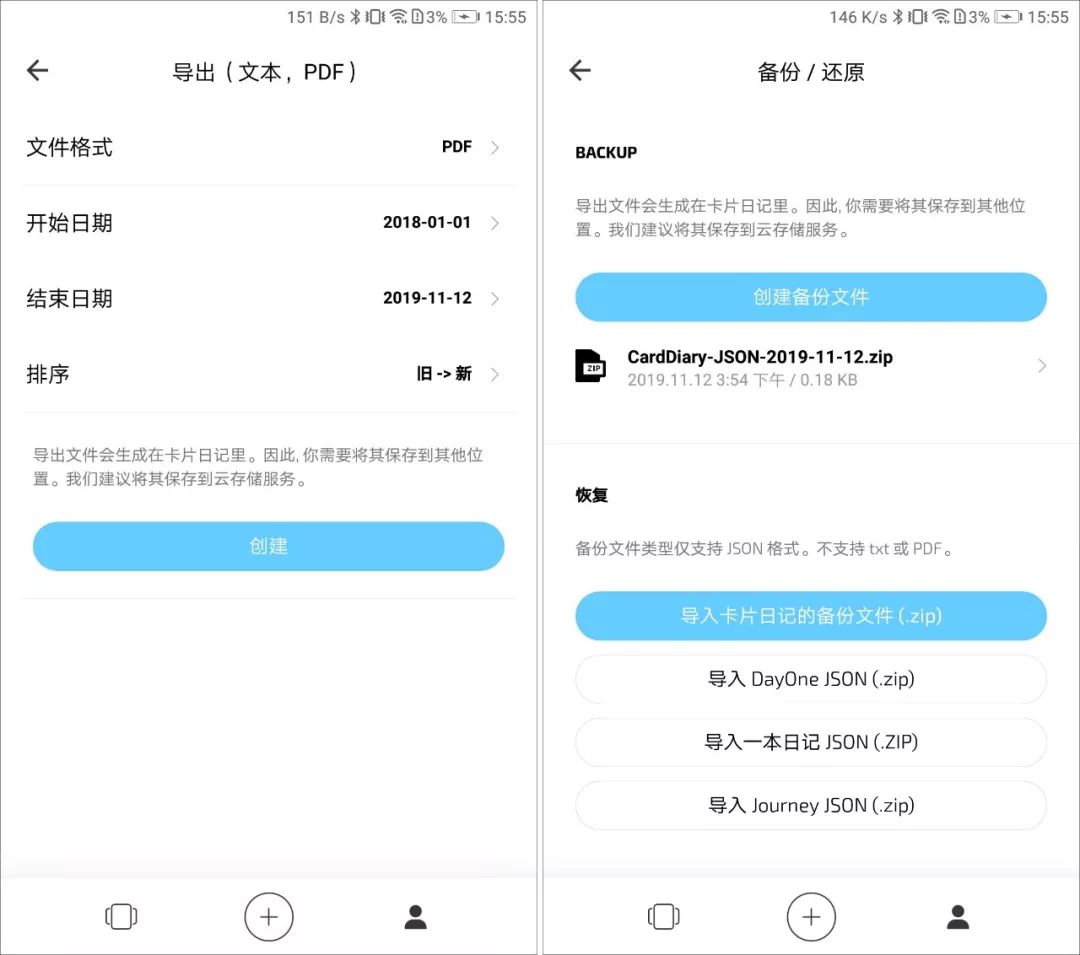 151 B/s 3% 15:55
导出（文本，PDF）
文件格式 PDF
开始日期 2018-01-01
结束日期 2019-11-12
排序 旧 -> 新
导出文件会生成在卡片日记里。因此, 你需要将其保存到其他位
置。我们建议将其保存到云存储服务。
创建
146 K/s 3% 15:55
备份 / 还原
BACKUP
导出文件会生成在卡片日记里。因此, 你需要将其保存到其他位
置。我们建议将其保存到云存储服务。
创建备份文件
ZIP
CardDiary-JSON-2019-11-12.zip
2019.11.12 3:54 下午 / 0.18 KB
恢复
备份文件类型仅支持 JSON 格式。不支持 txt 或 PDF。
导入卡片日记的备份文件 (.zip)
导入 DayOne JSON (.zip)
导入一本日记 JSON (.ZIP)
导入 Journey JSON (.zip)